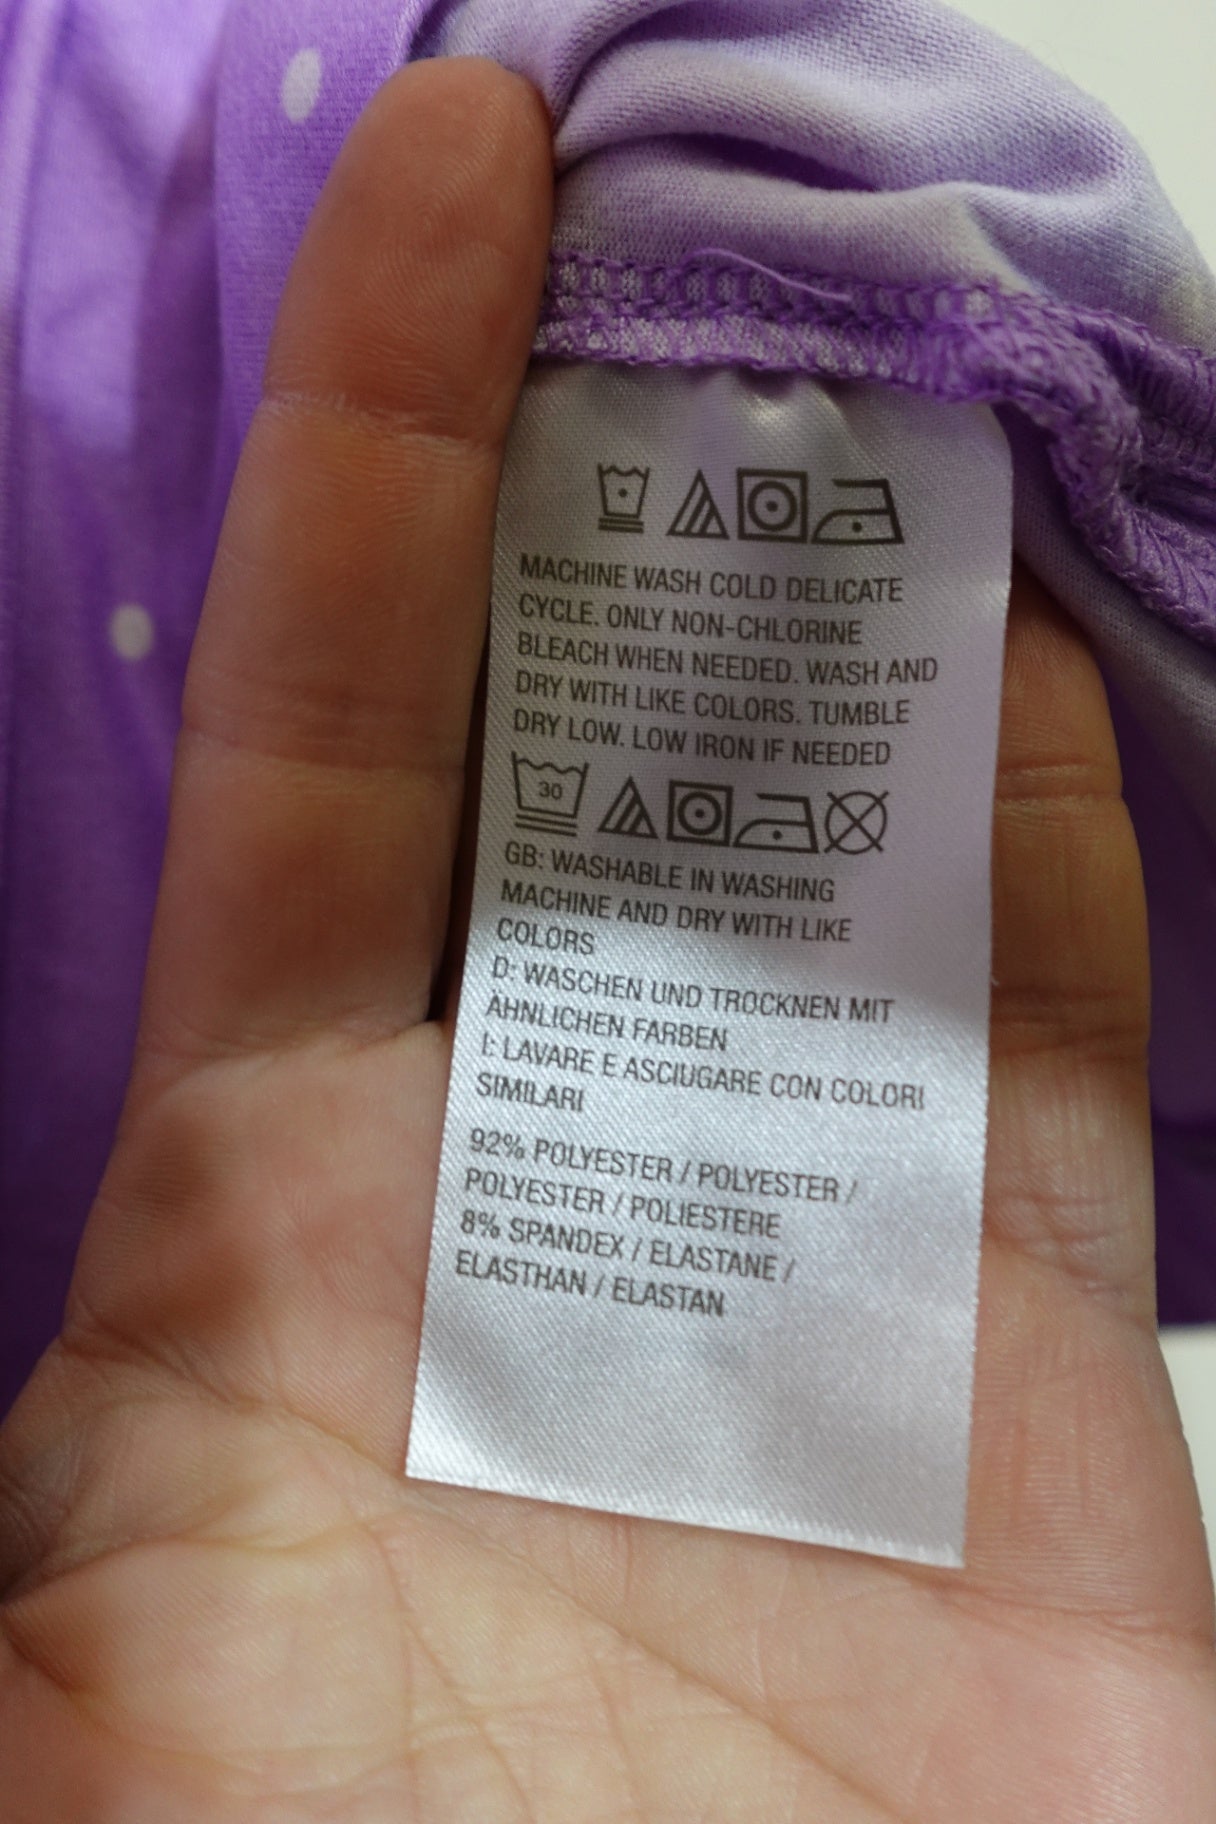 MACHINE WASH COLD DELICATE
CYCLE. ONLY NON-CHLORINE
BLEACH WHEN NEEDED. WASH AND
DRY WITH LIKE COLORS. TUMBLE
DRY LOW. LOW IRON IF NEEDED
30
GB: WASHABLE IN WASHING
MACHINE AND DRY WITH LIKE
COLORS
D: WASCHEN UND TROCKNEN MIT
ÄHNLICHEN FARBEN
I: LAVARE E ASCIUGARE CON COLORI
SIMILARI
92% POLYESTER / POLYESTER /
POLYESTER / POLIESTERE
8% SPANDEX / ELASTANE /
ELASTHAN / ELASTAN